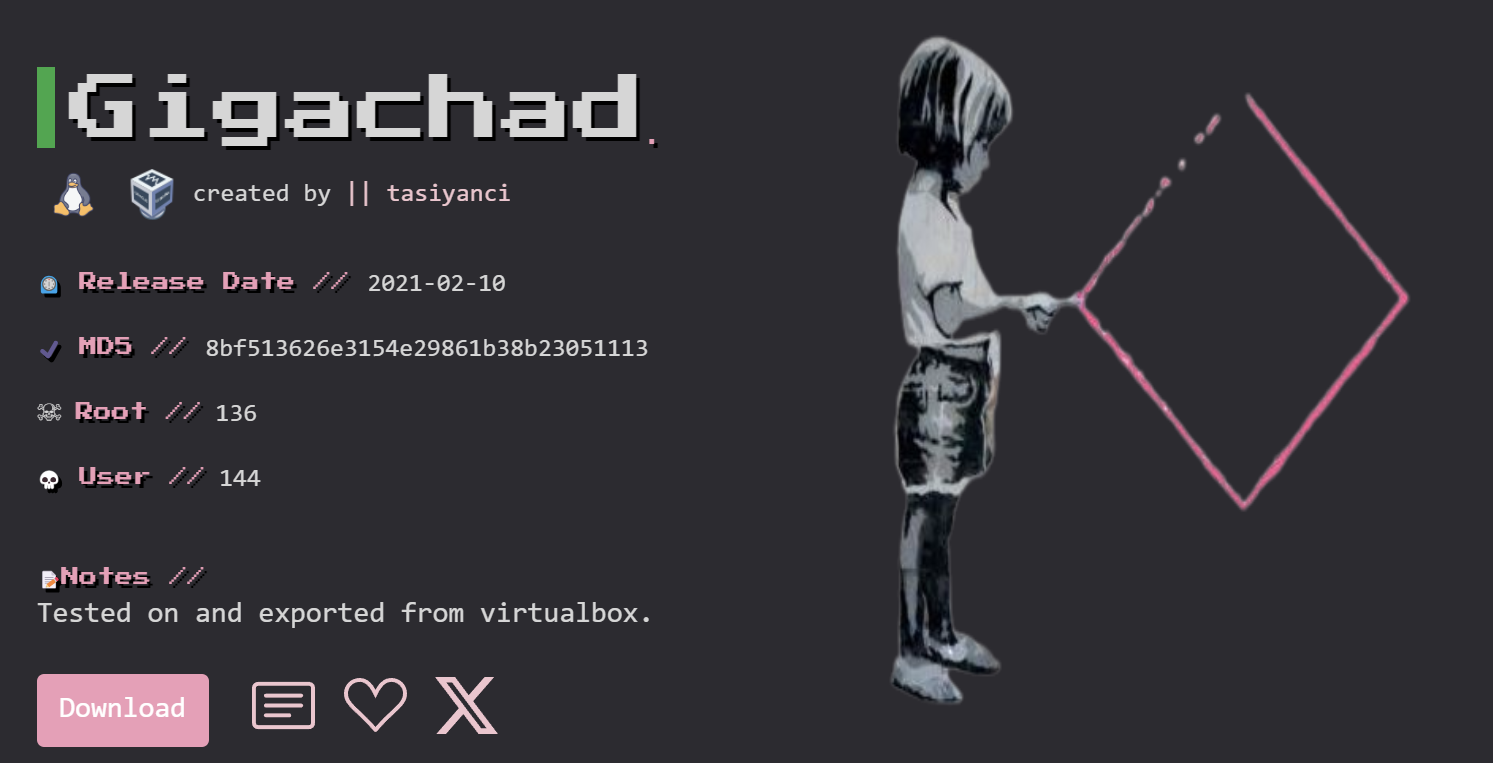 Gigachad.
created by || tasiyanci
Release Date // 2021-02-10
MD5 // 8bf513626e3154e29861b38b23051113
Root // 136
User // 144
Notes //
Tested on and exported from virtualbox.
Download